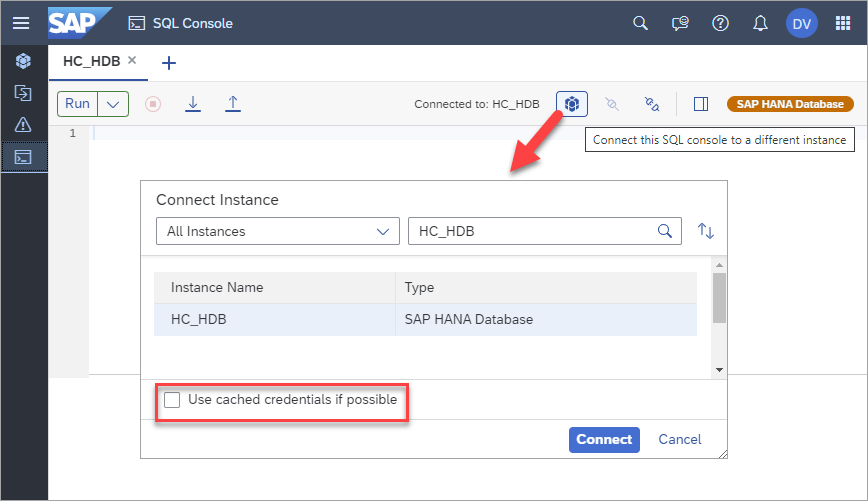 SAP SQL Console DV
HC_HDB
Run Connected to: HC_HDB SAP HANA Database
1
Connect this SQL console to a different instance
Connect Instance
All Instances HC_HDB
Instance Name Type
HC_HDB SAP HANA Database
Use cached credentials if possible
Connect Cancel